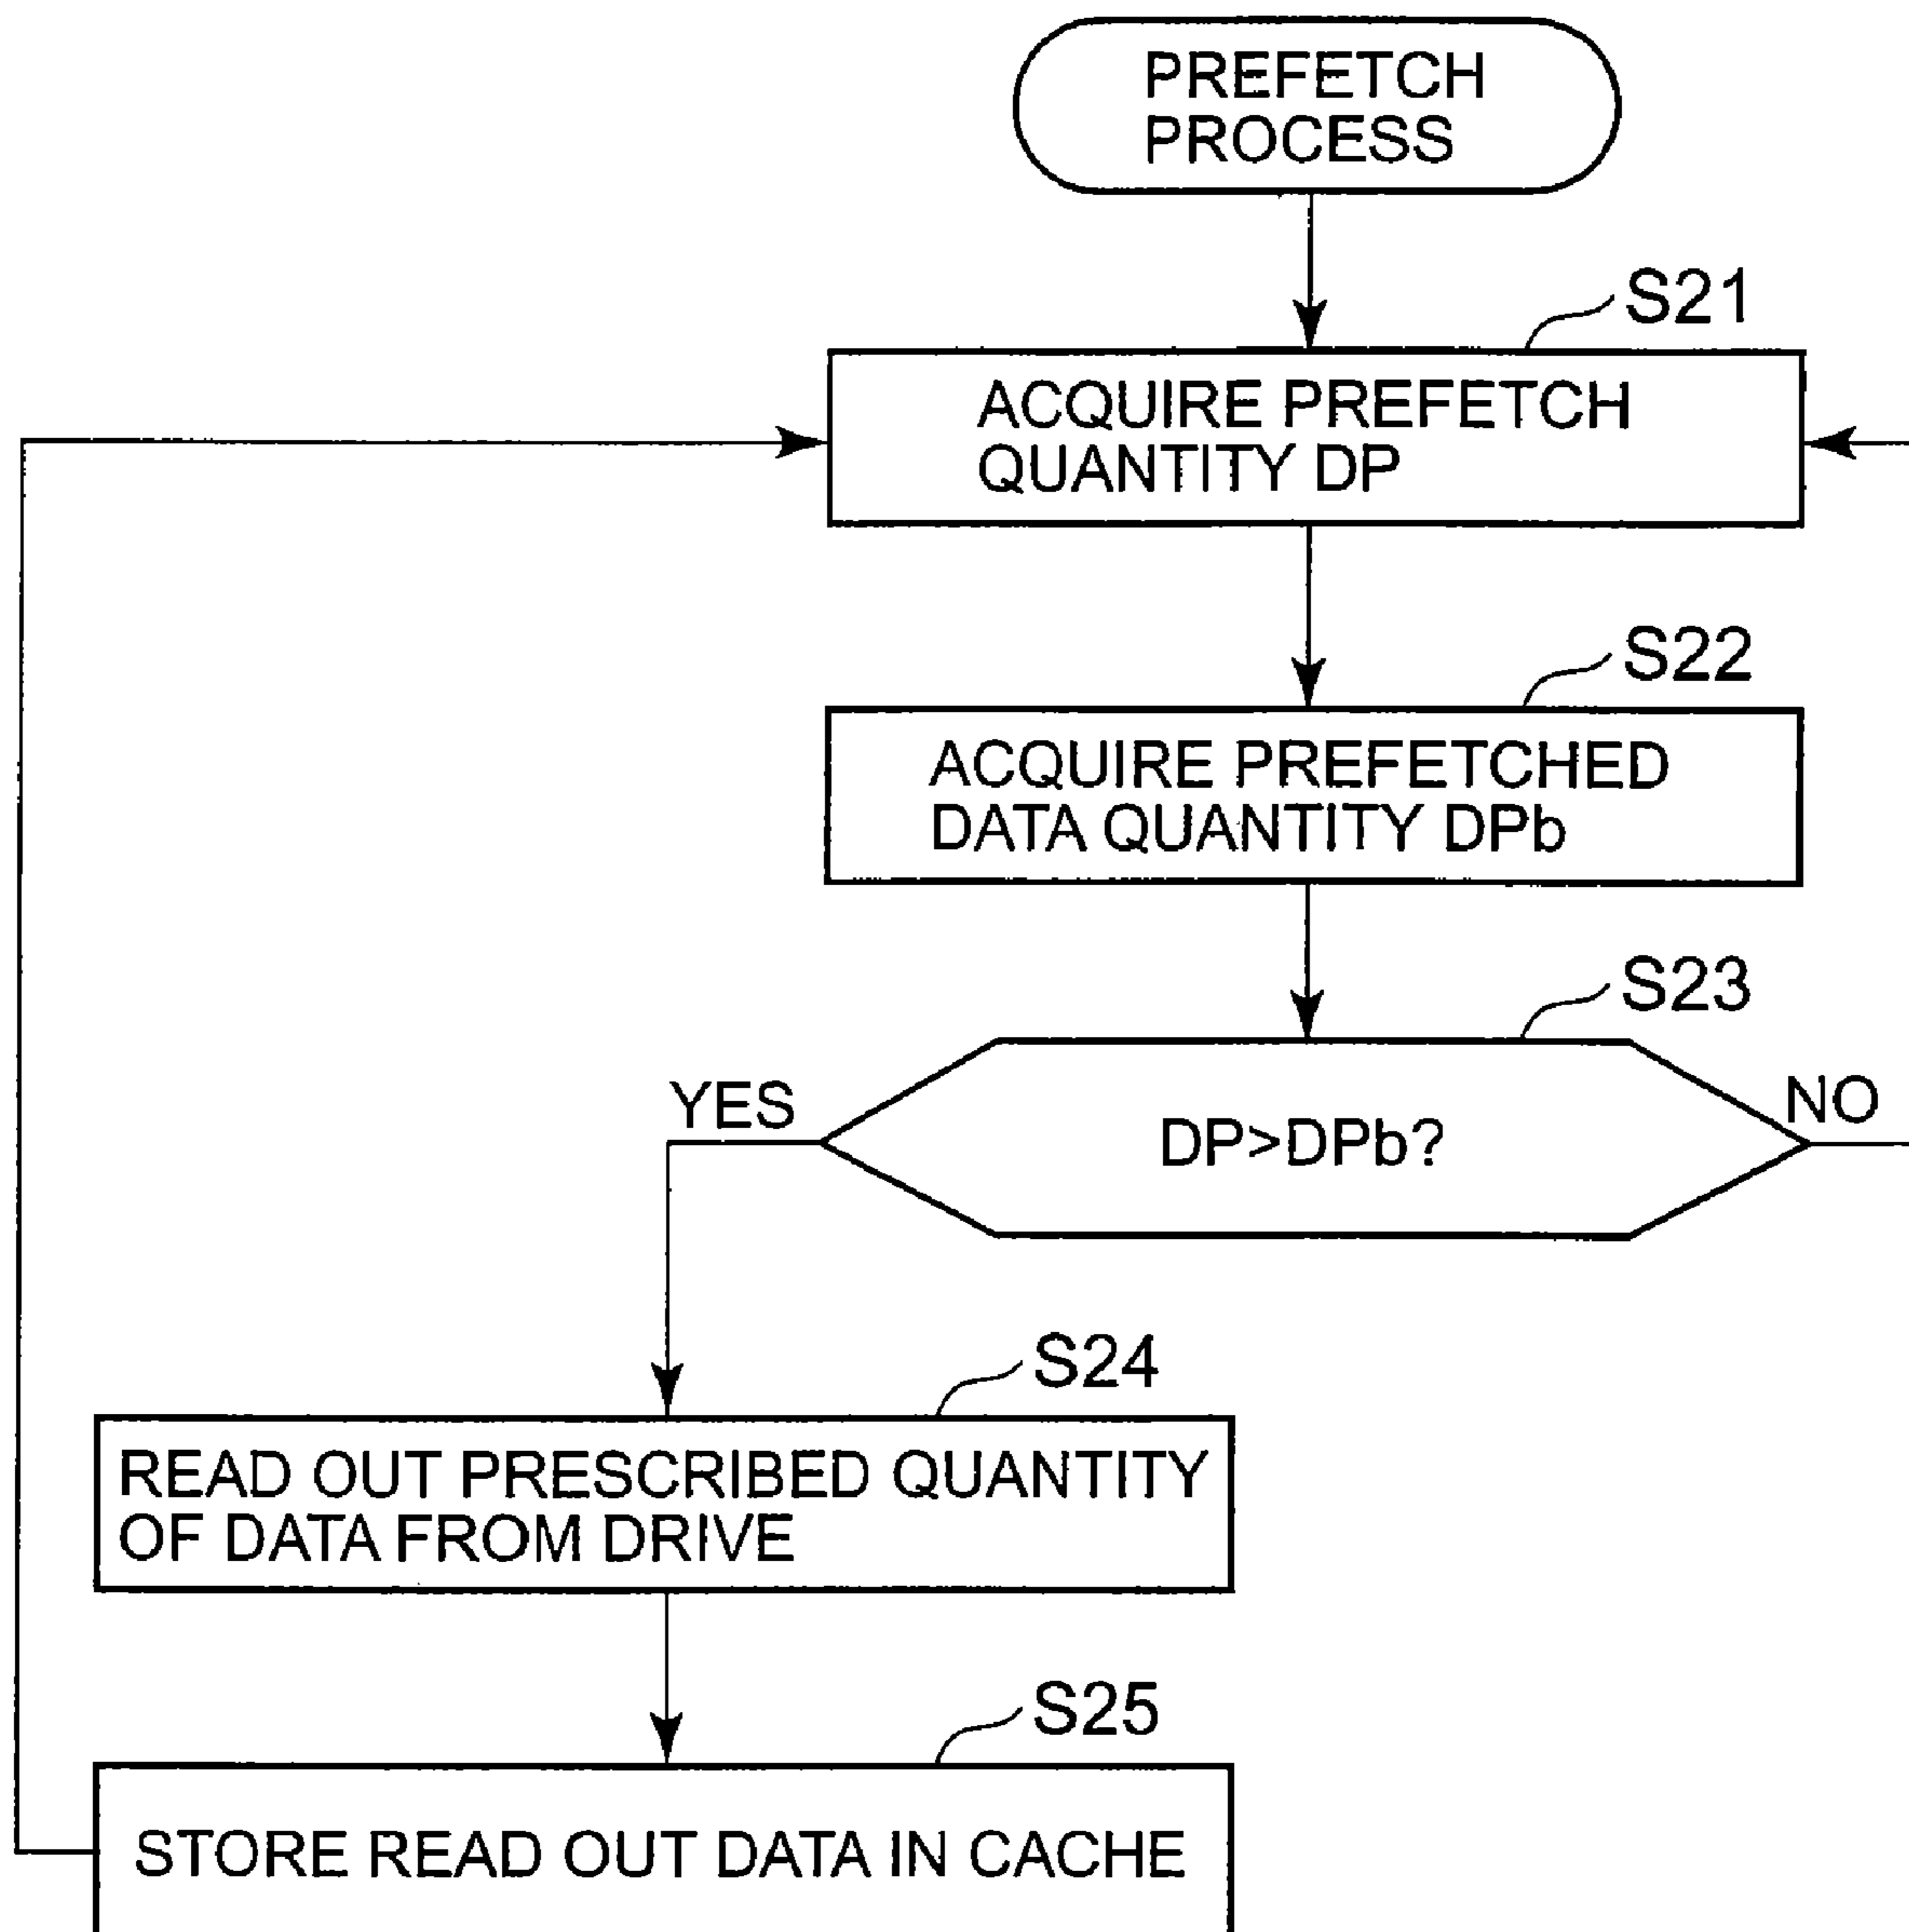 PREFETCH
PROCESS
S21
ACQUIRE PREFETCH
QUANTITY DP
S22
ACQUIRE PREFETCHED
DATA QUANTITY DPb
S23
YES
DP>DPb?
NO
S24
READ OUT PRESCRIBED QUANTITY
OF DATA FROM DRIVE
S25
STORE READ OUT DATA IN CACHE